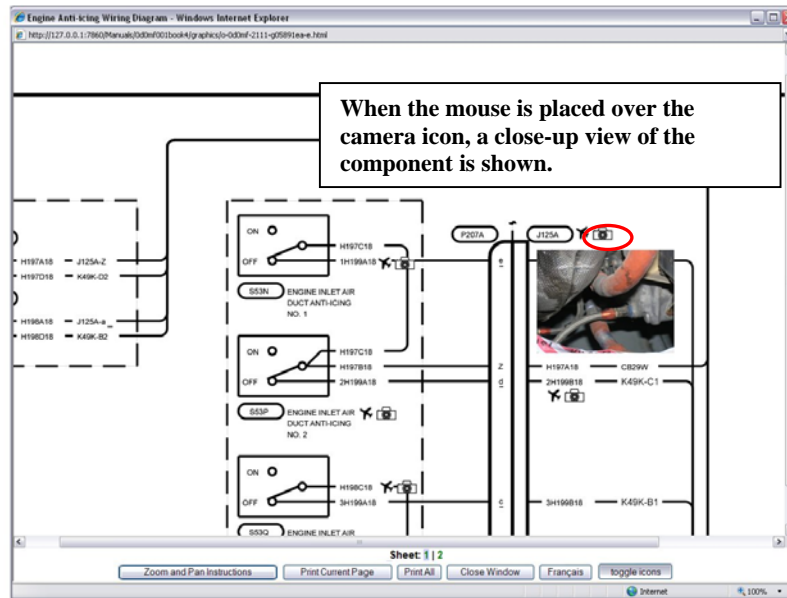 Engine Anti-icing Wiring Diagram - Windows Internet Explorer
http://127.0.0.1:7860/Manuals/0d0mf001book4/graphics/o-0d0mf-2111-g05891ea-e.html
When the mouse is placed over the
camera icon, a close-up view of the
component is shown.
P207A
J125A
ON
OFF
H197C18
1H199A18
e
S53N
ENGINE INLET AIR
DUCT ANTI-ICING
NO. 1
H197A18 J125A-Z
H197D18 K49K-D2
H198A18 J125A-a
H198D18 K49K-B2
ON
OFF
H197C18
H197B18
2H199A18
Z
d
H197A18 CB29W
2H199B18 K49K-C1
S53P
ENGINE INLET AIR
DUCT ANTI-ICING
NO. 2
ON
OFF
H198C18
3H199A18
c
3H199B18 K49K-B1
S53Q
ENGINE INLET AIR
Sheet: 1 | 2
Zoom and Pan Instructions
Print Current Page
Print All
Close Window
Français
toggle icons
Internet
100%